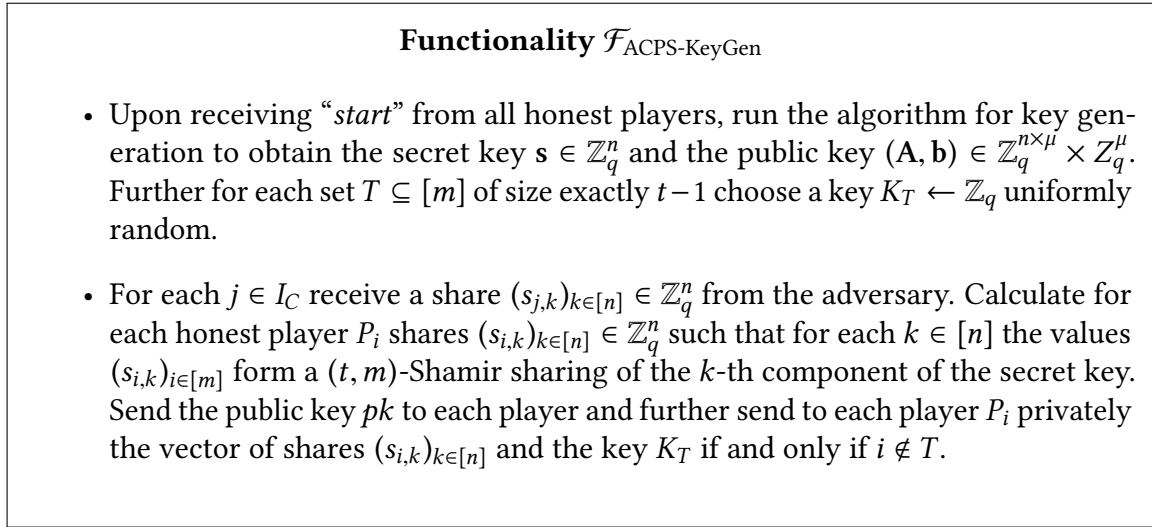 Functionality ℱ_ACPS-KeyGen
• Upon receiving “start” from all honest players, run the algorithm for key gen-
eration to obtain the secret key s ∈ ℤ_q^n and the public key (A, b) ∈ ℤ_q^{n×μ} × Z_q^μ.
Further for each set T ⊆ [m] of size exactly t−1 choose a key K_T ← ℤ_q uniformly
random.
• For each j ∈ I_C receive a share (s_{j,k})_{k∈[n]} ∈ ℤ_q^n from the adversary. Calculate for
each honest player P_i shares (s_{i,k})_{k∈[n]} ∈ ℤ_q^n such that for each k ∈ [n] the values
(s_{i,k})_{i∈[m]} form a (t, m)-Shamir sharing of the k-th component of the secret key.
Send the public key pk to each player and further send to each player P_i privately
the vector of shares (s_{i,k})_{k∈[n]} and the key K_T if and only if i ∉ T.